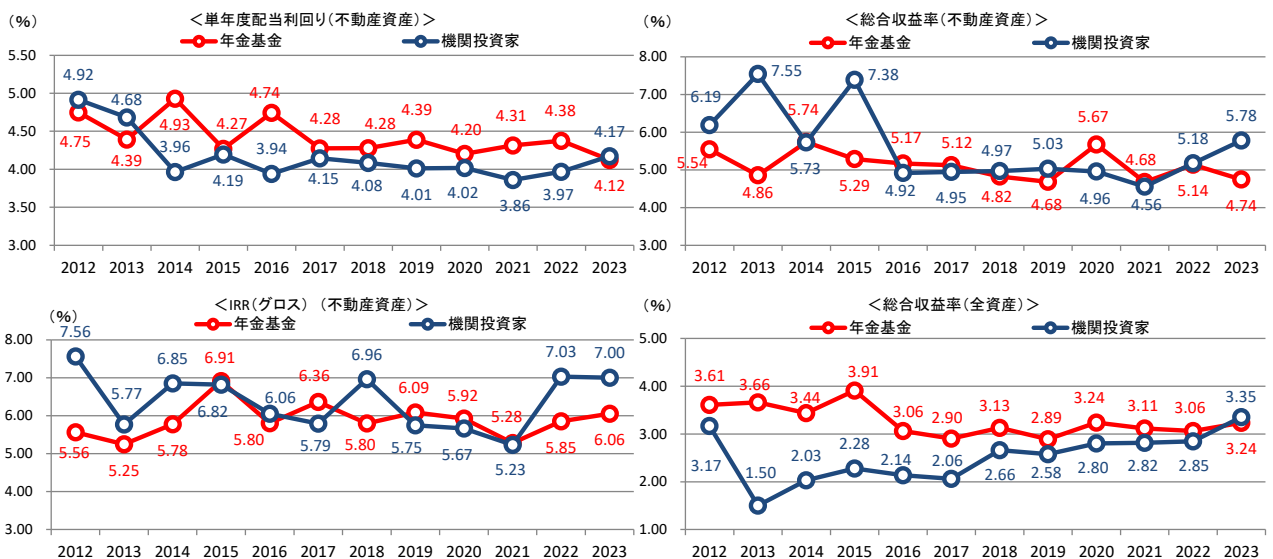 (%) ＜単年度配当利回り(不動産資産)＞
年金基金 機関投資家
5.50
5.00
4.50
4.00
3.50
3.00
4.92 4.68 3.96 4.19 3.94 4.15 4.08 4.01 4.02 3.86 3.97 4.17
4.75 4.39 4.93 4.27 4.74 4.28 4.28 4.39 4.20 4.31 4.38 4.12
2012 2013 2014 2015 2016 2017 2018 2019 2020 2021 2022 2023
(%) ＜総合収益率(不動産資産)＞
年金基金 機関投資家
8.00
7.00
6.00
5.00
4.00
3.00
6.19 7.55 5.73 7.38 4.92 4.95 4.97 5.03 4.96 4.56 5.18 5.78
5.54 4.86 5.74 5.29 5.17 5.12 4.82 4.68 5.67 4.68 5.14 4.74
2012 2013 2014 2015 2016 2017 2018 2019 2020 2021 2022 2023
(%) ＜IRR(グロス) (不動産資産)＞
年金基金 機関投資家
8.00
7.00
6.00
5.00
4.00
3.00
7.56 5.77 6.85 6.82 6.06 5.79 6.96 5.75 5.67 5.23 7.03 7.00
5.56 5.25 5.78 6.91 5.80 6.36 5.80 6.09 5.92 5.28 5.85 6.06
2012 2013 2014 2015 2016 2017 2018 2019 2020 2021 2022 2023
(%) ＜総合収益率(全資産)＞
年金基金 機関投資家
5.00
4.00
3.00
2.00
1.00
3.61 3.66 3.44 3.91 3.06 2.90 3.13 2.89 3.24 3.11 3.06 3.24
3.17 1.50 2.03 2.28 2.14 2.06 2.66 2.58 2.80 2.82 2.85 3.35
2012 2013 2014 2015 2016 2017 2018 2019 2020 2021 2022 2023